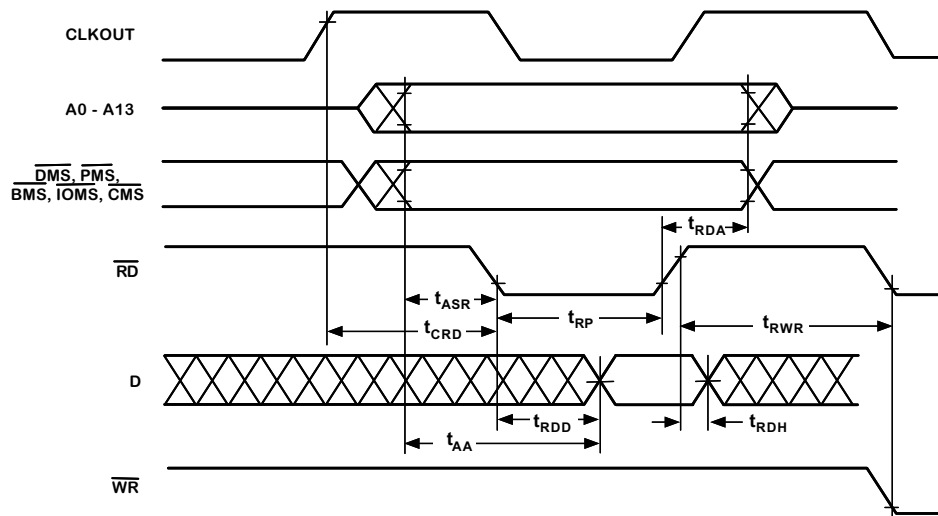 CLKOUT
A0 - A13
DMS, PMS,
BMS, IOMS, CMS
tRDA
RD
tASR
tCRD
tRP
tRWR
D
tRDD
tRDH
tAA
WR